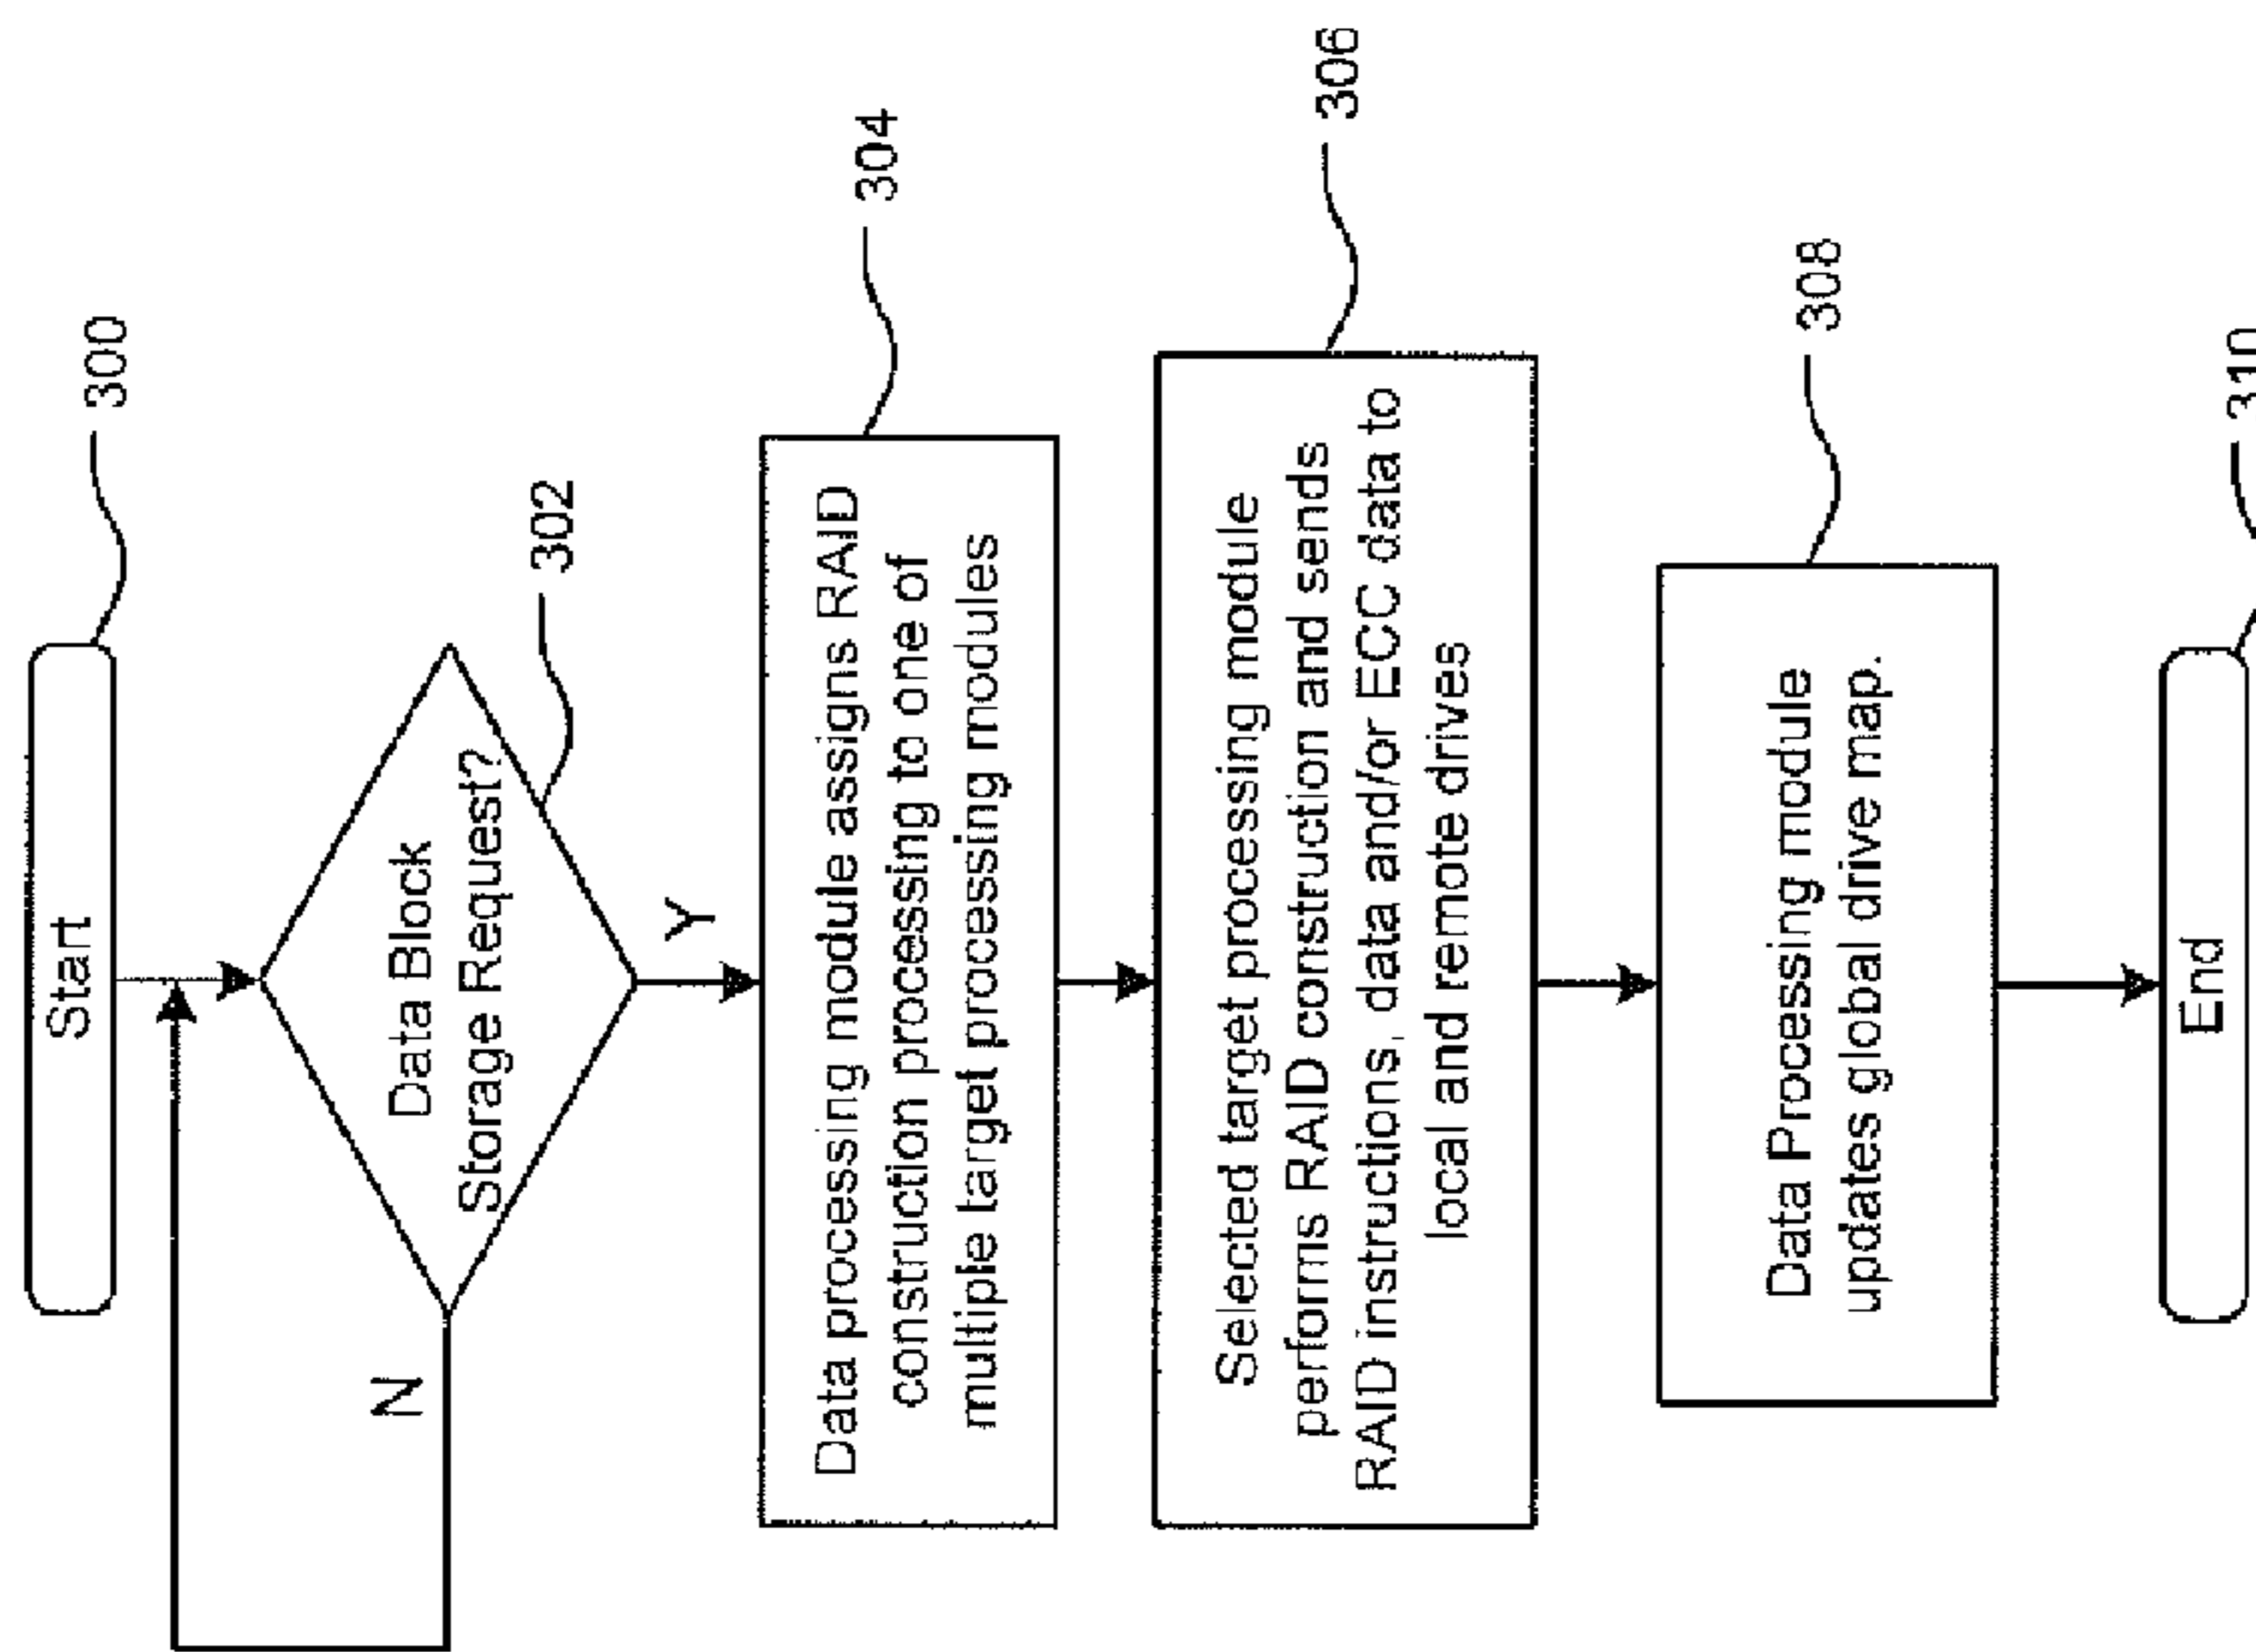 Start
300
Data Block
Storage Request?
302
N
Y
Data processing module assigns RAID
construction processing to one of
multiple target processing modules
304
Selected target processing module
performs RAID construction and sends
RAID instructions, data and/or ECC data to
local and remote drives
306
Data Processing module
updates global drive map.
308
End
310